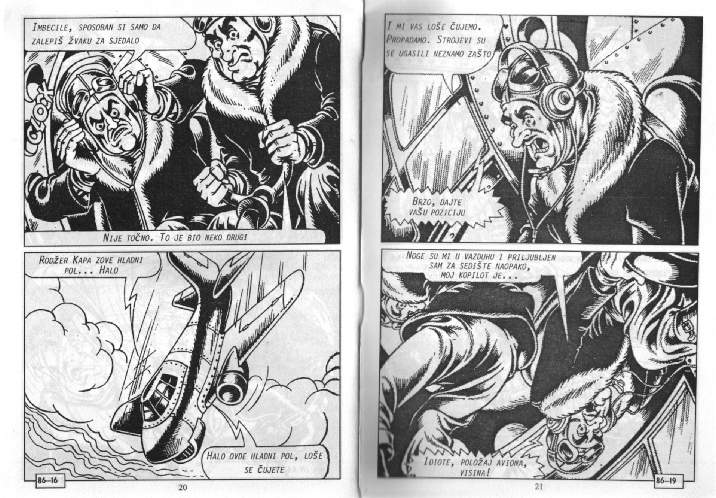 Imbecile, sposoban si samo da
zalepiš žvaku za sjedalo
Nije točno. To je bio neko drugi
Rodžer Kapa zove hladni
pol... Halo
Halo ovde hladni pol, loše
se čujete
86-16
20
I mi vas loše čujemo.
Propadamo. Strojevi su
se ugasili neznamo zašto
Brzo, dajte
vašu poziciju
Noge su mi u vazduhu i priljubljen
sam za sedište naopako,
moj kopilot je...
Idiote, položaj aviona,
visina!
86-19
21